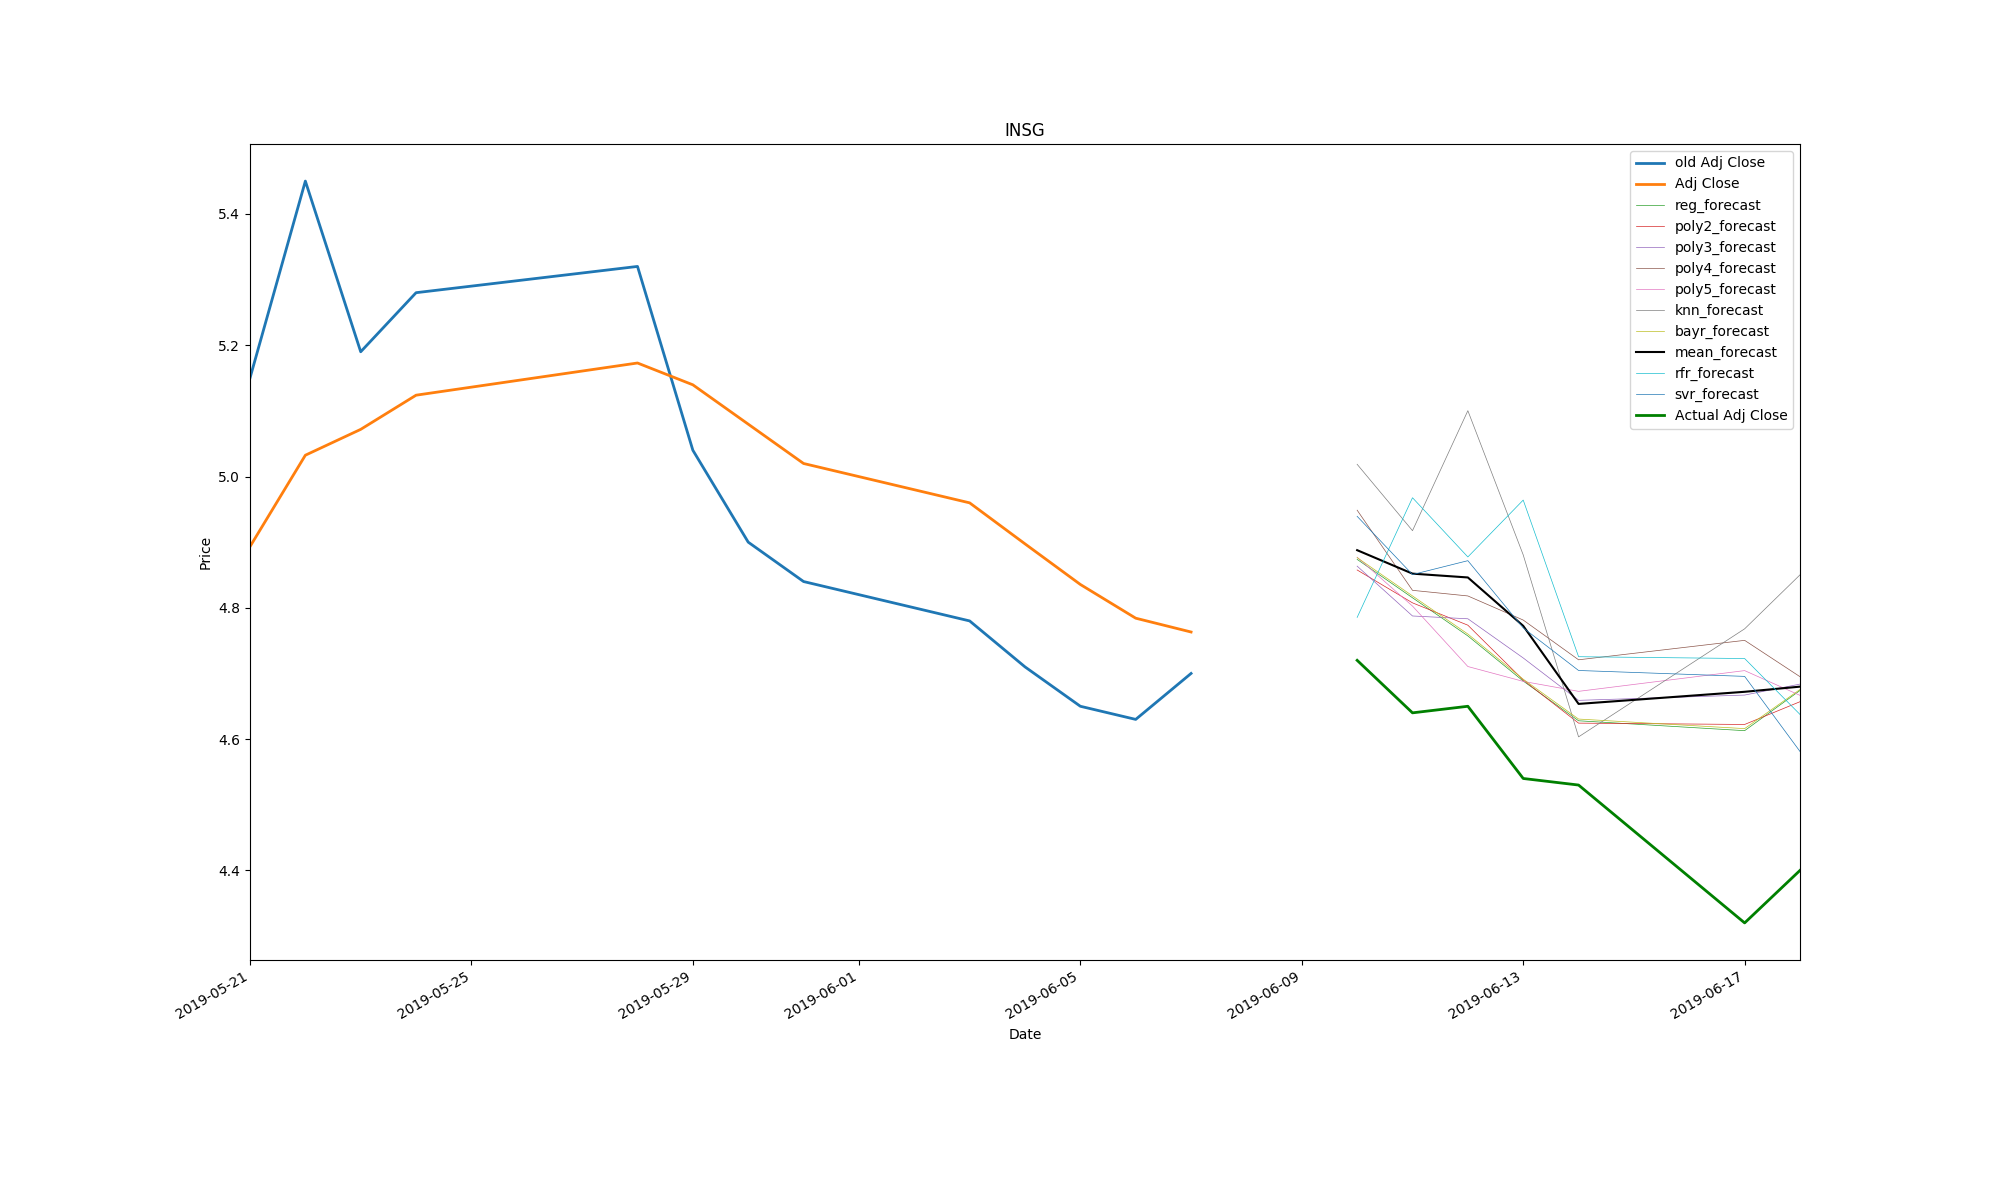 INSG
old Adj Close
Adj Close
reg_forecast
poly2_forecast
poly3_forecast
poly4_forecast
poly5_forecast
knn_forecast
bayr_forecast
mean_forecast
rfr_forecast
svr_forecast
Actual Adj Close
5.4
5.2
5.0
4.8
4.6
4.4
Price
2019-05-21
2019-05-25
2019-05-29
2019-06-01
2019-06-05
2019-06-09
2019-06-13
2019-06-17
Date